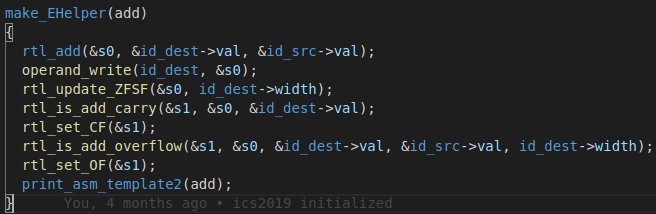 make_EHelper(add)
{
  rtl_add(&s0, &id_dest->val, &id_src->val);
  operand_write(id_dest, &s0);
  rtl_update_ZFSF(&s0, id_dest->width);
  rtl_is_add_carry(&s1, &s0, &id_dest->val);
  rtl_set_CF(&s1);
  rtl_is_add_overflow(&s1, &s0, &id_dest->val, &id_src->val, id_dest->width);
  rtl_set_OF(&s1);
  print_asm_template2(add);
}      You, 4 months ago • ics2019 initialized